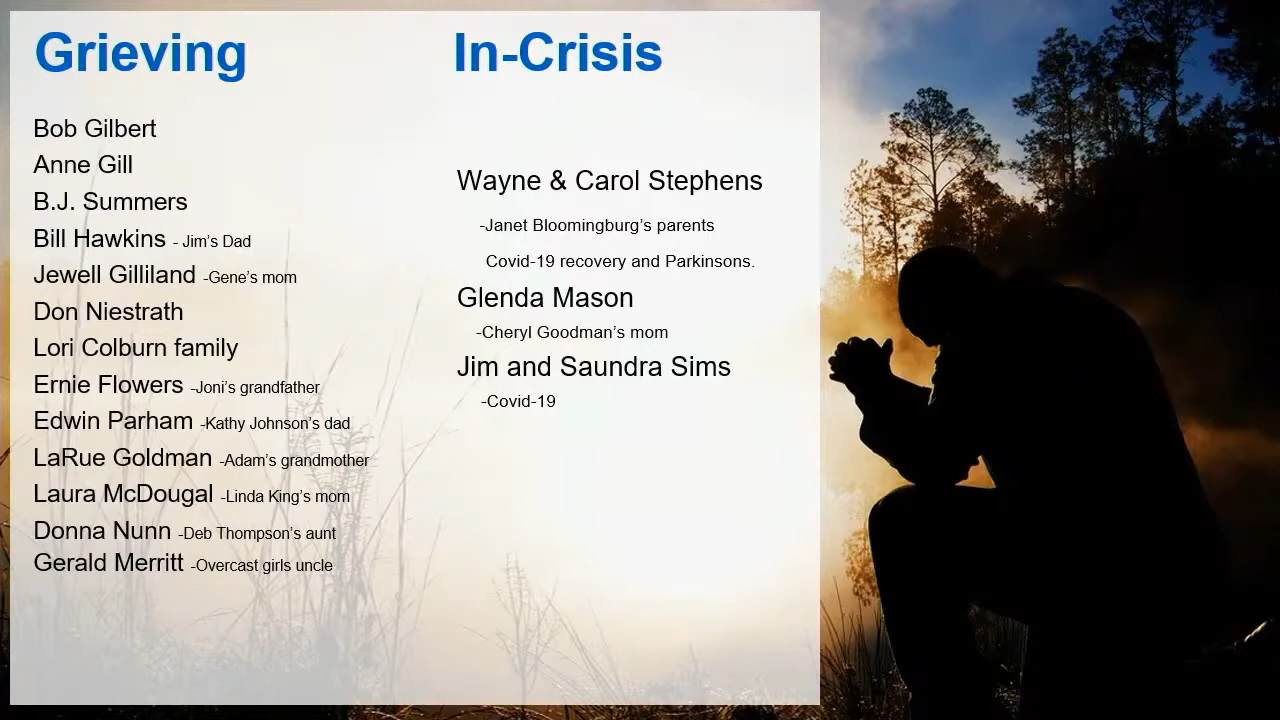 Grieving
Bob Gilbert
Anne Gill
B.J. Summers
Bill Hawkins - Jim's Dad
Jewell Gilliland -Gene's mom
Don Niestrath
Lori Colburn family
Ernie Flowers -Joni's grandfather
Edwin Parham -Kathy Johnson's dad
LaRue Goldman -Adam's grandmother
Laura McDougal -Linda King's mom
Donna Nunn -Deb Thompson's aunt
Gerald Merritt -Overcast girls uncle
In-Crisis
Wayne & Carol Stephens
-Janet Bloomingburg's parents
Covid-19 recovery and Parkinsons.
Glenda Mason
-Cheryl Goodman's mom
Jim and Saundra Sims
-Covid-19